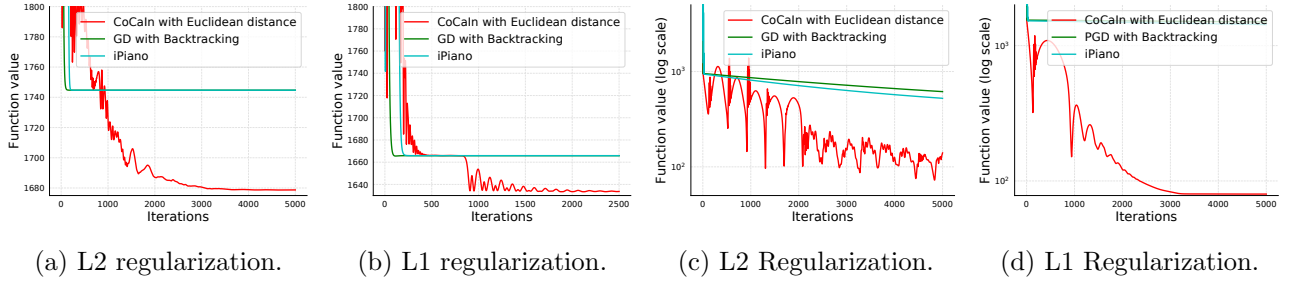 1800
1780
1760
1740
1720
1700
1680
Function value
0 1000 2000 3000 4000 5000
Iterations
CoCaIn with Euclidean distance
GD with Backtracking
iPiano
(a) L2 regularization.
1800
1780
1760
1740
1720
1700
1680
1660
1640
Function value
0 500 1000 1500 2000 2500
Iterations
CoCaIn with Euclidean distance
GD with Backtracking
iPiano
(b) L1 regularization.
10³
10²
Function value (log scale)
0 1000 2000 3000 4000 5000
Iterations
CoCaIn with Euclidean distance
GD with Backtracking
iPiano
(c) L2 Regularization.
10³
10²
Function value (log scale)
0 1000 2000 3000 4000 5000
Iterations
CoCaIn with Euclidean distance
PGD with Backtracking
iPiano
(d) L1 Regularization.